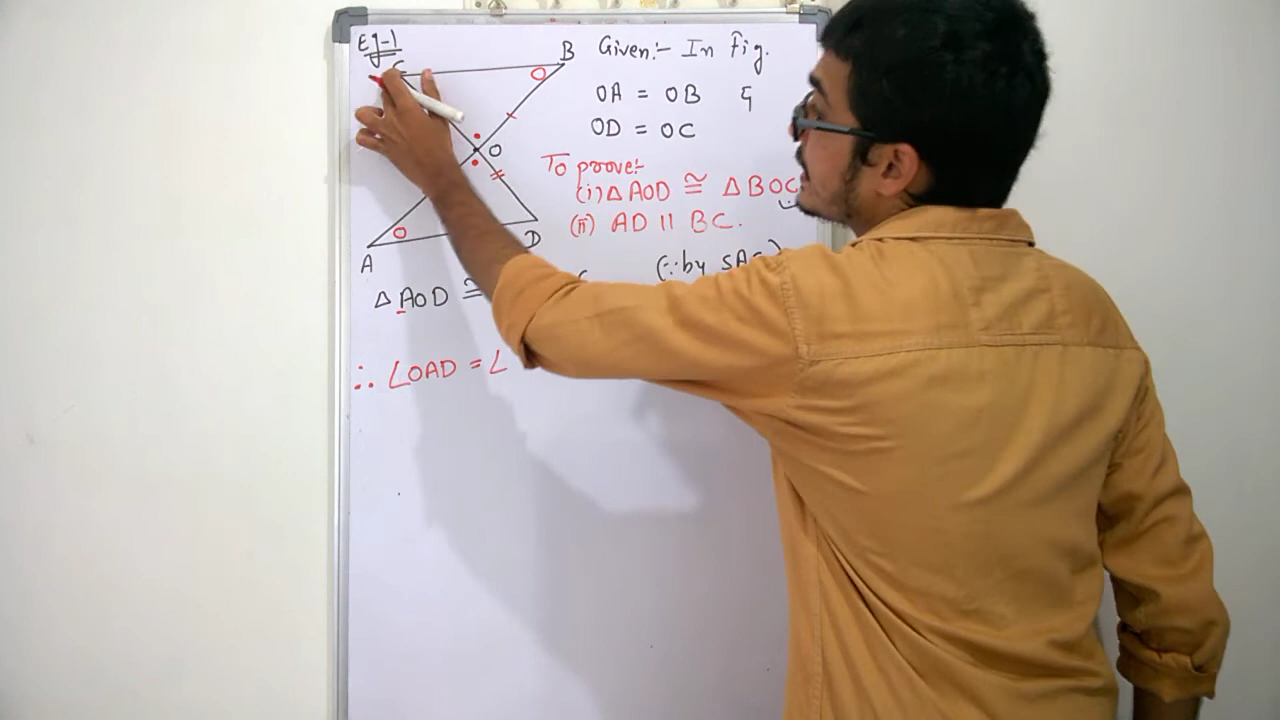 Eg-1
C
B
O
A
D
Given:- In Fig.
OA = OB &
OD = OC
To prove:-
(i) △AOD ≅ △BOC
(ii) AD || BC.
△AOD ≅ (∵ by SAS)
∴ ∠OAD = ∠